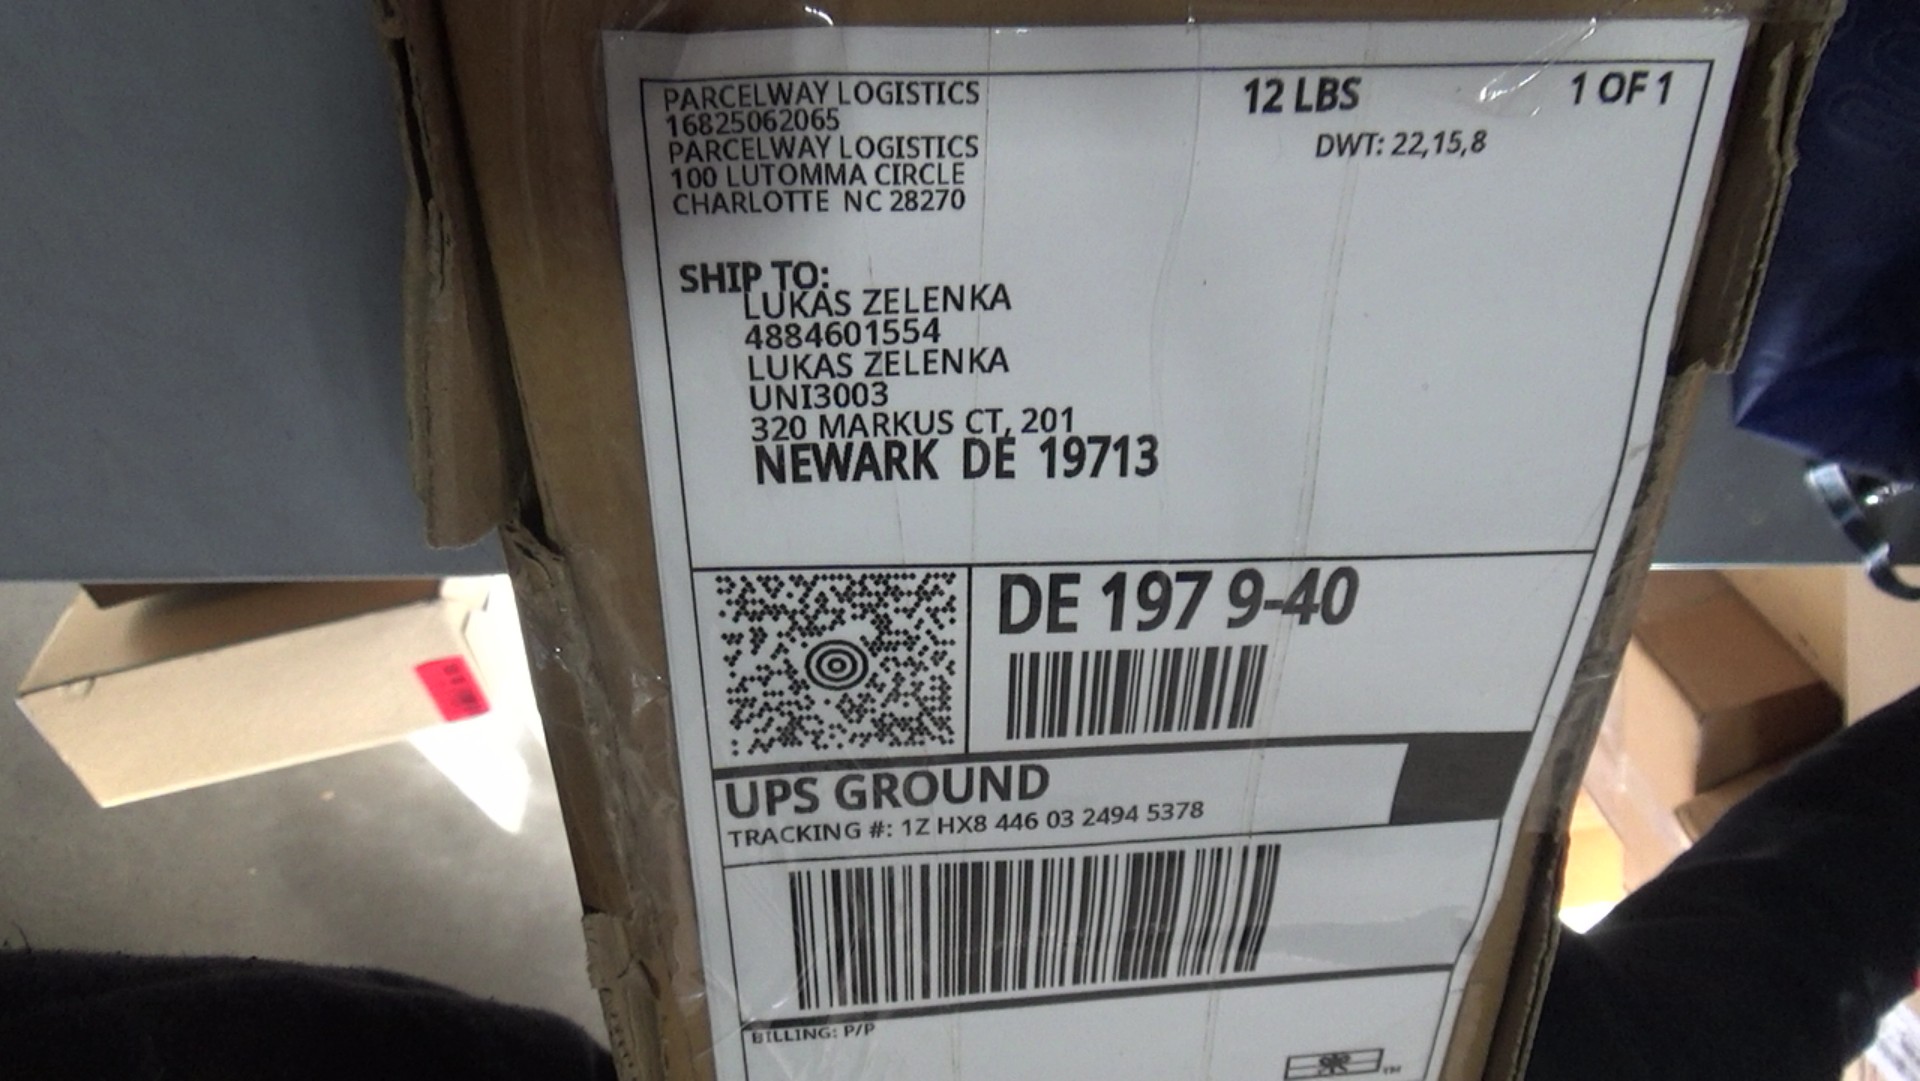 PARCELWAY LOGISTICS
16825062065
PARCELWAY LOGISTICS
100 LUTOMMA CIRCLE
CHARLOTTE NC 28270
12 LBS
1 OF 1
DWT: 22,15,8
SHIP TO:
LUKAS ZELENKA
4884601554
LUKAS ZELENKA
UNI3003
320 MARKUS CT, 201
NEWARK DE 19713
DE 197 9-40
UPS GROUND
TRACKING #: 1Z HX8 446 03 2494 5378
BILLING: P/P
TM